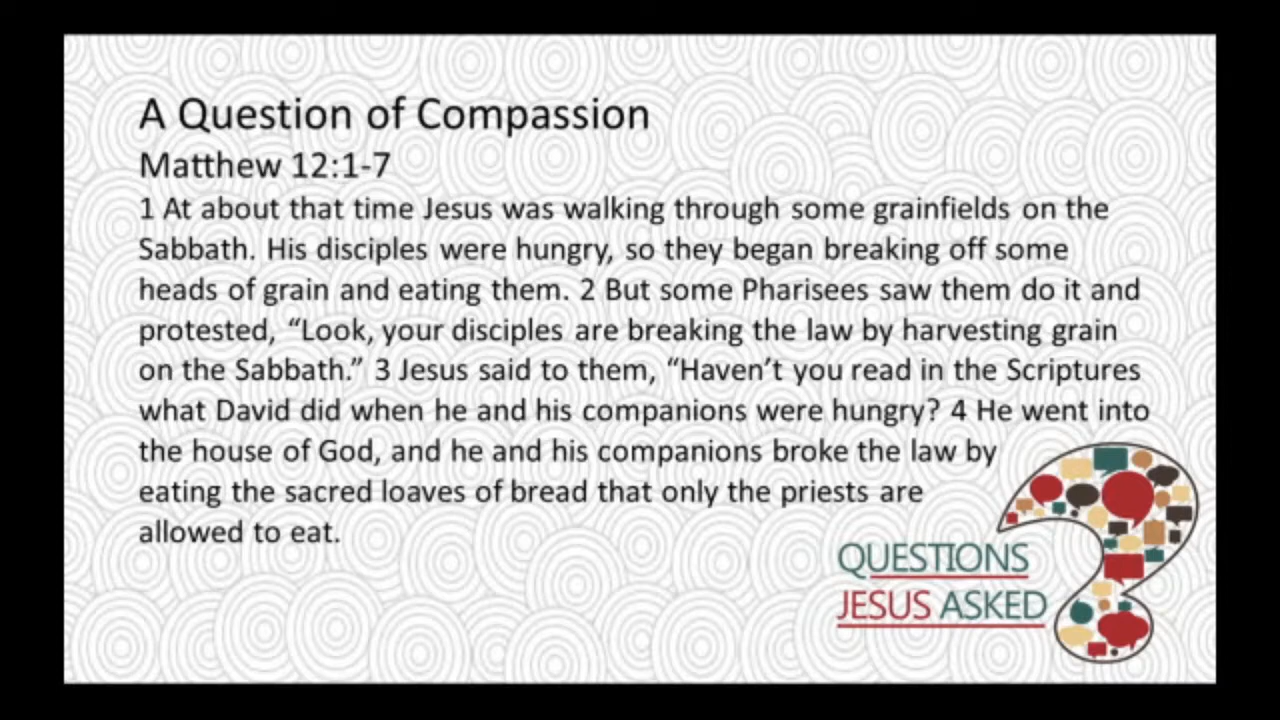 A Question of Compassion
Matthew 12:1-7
1 At about that time Jesus was walking through some grainfields on the
Sabbath. His disciples were hungry, so they began breaking off some
heads of grain and eating them. 2 But some Pharisees saw them do it and
protested, “Look, your disciples are breaking the law by harvesting grain
on the Sabbath.” 3 Jesus said to them, “Haven’t you read in the Scriptures
what David did when he and his companions were hungry? 4 He went into
the house of God, and he and his companions broke the law by
eating the sacred loaves of bread that only the priests are
allowed to eat.
QUESTIONS
JESUS ASKED